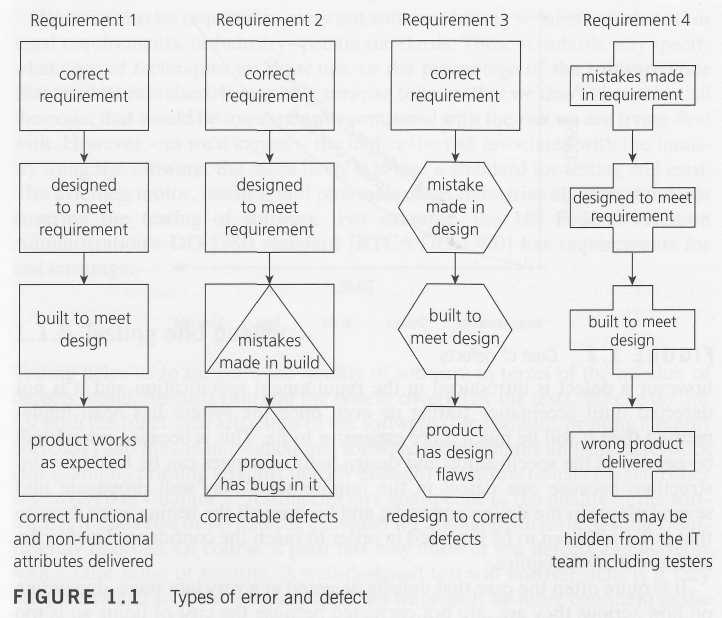 Requirement 1
correct
requirement
designed
to meet
requirement
built to meet
design
product works
as expected
correct functional
and non-functional
attributes delivered
Requirement 2
correct
requirement
designed
to meet
requirement
mistakes
made in build
product
has bugs in it
correctable defects
Requirement 3
correct
requirement
mistake
made in
design
built to
meet design
product
has design
flaws
redesign to correct
defects
Requirement 4
mistakes made
in requirement
designed to meet
requirement
built to meet
design
wrong product
delivered
defects may be
hidden from the IT
team including testers
FIGURE 1.1 Types of error and defect